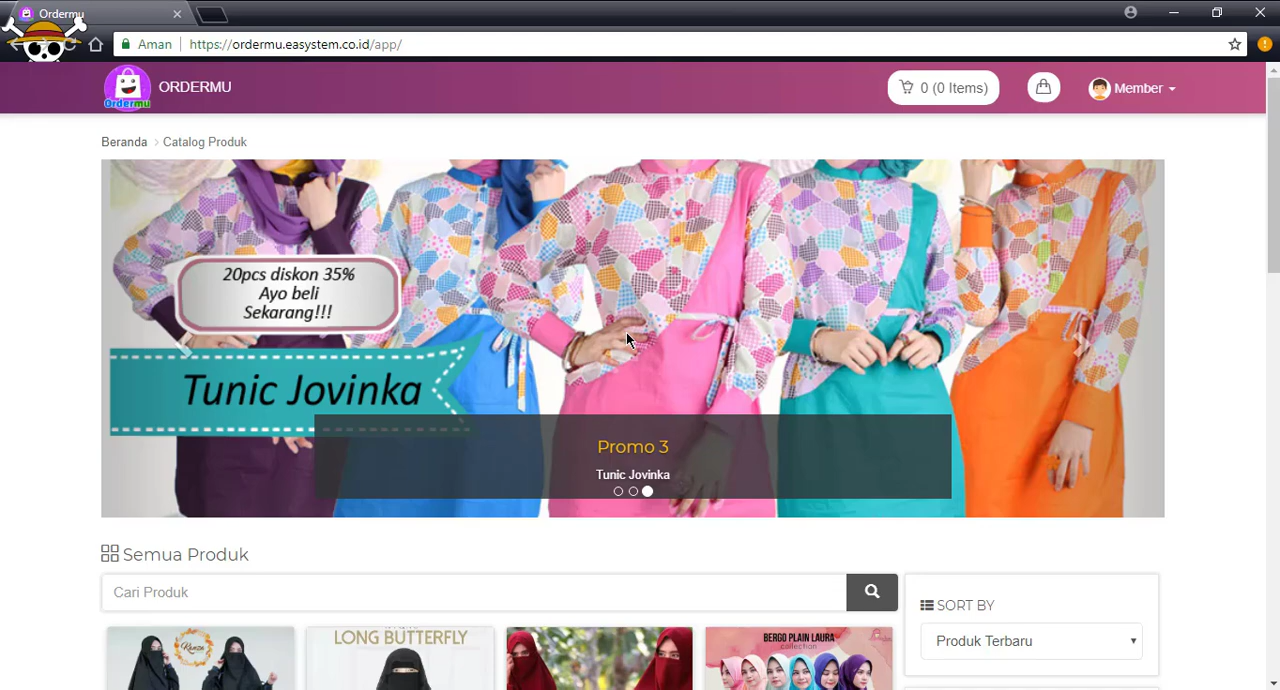 Ordermu
Aman
https://ordermu.easystem.co.id/app/
Ordermu
ORDERMU
0 (0 Items)
Member
Beranda > Catalog Produk
20pcs diskon 35%
Ayo beli
Sekarang!!!
Tunic Jovinka
Promo 3
Tunic Jovinka
Semua Produk
Cari Produk
SORT BY
Produk Terbaru
LONG BUTTERFLY
BERGO PLAIN LAURA
collection